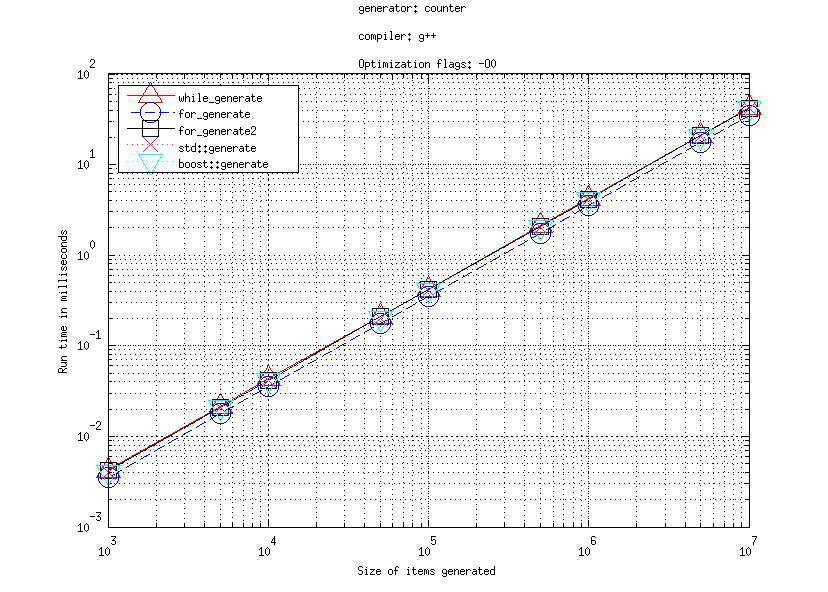 generator: counter
compiler: g++
Optimization flags: -O0
while_generate
for_generate
for_generate2
std::generate
boost::generate
Run time in milliseconds
10^2
10^1
10^0
10^-1
10^-2
10^-3
10^3 10^4 10^5 10^6 10^7
Size of items generated